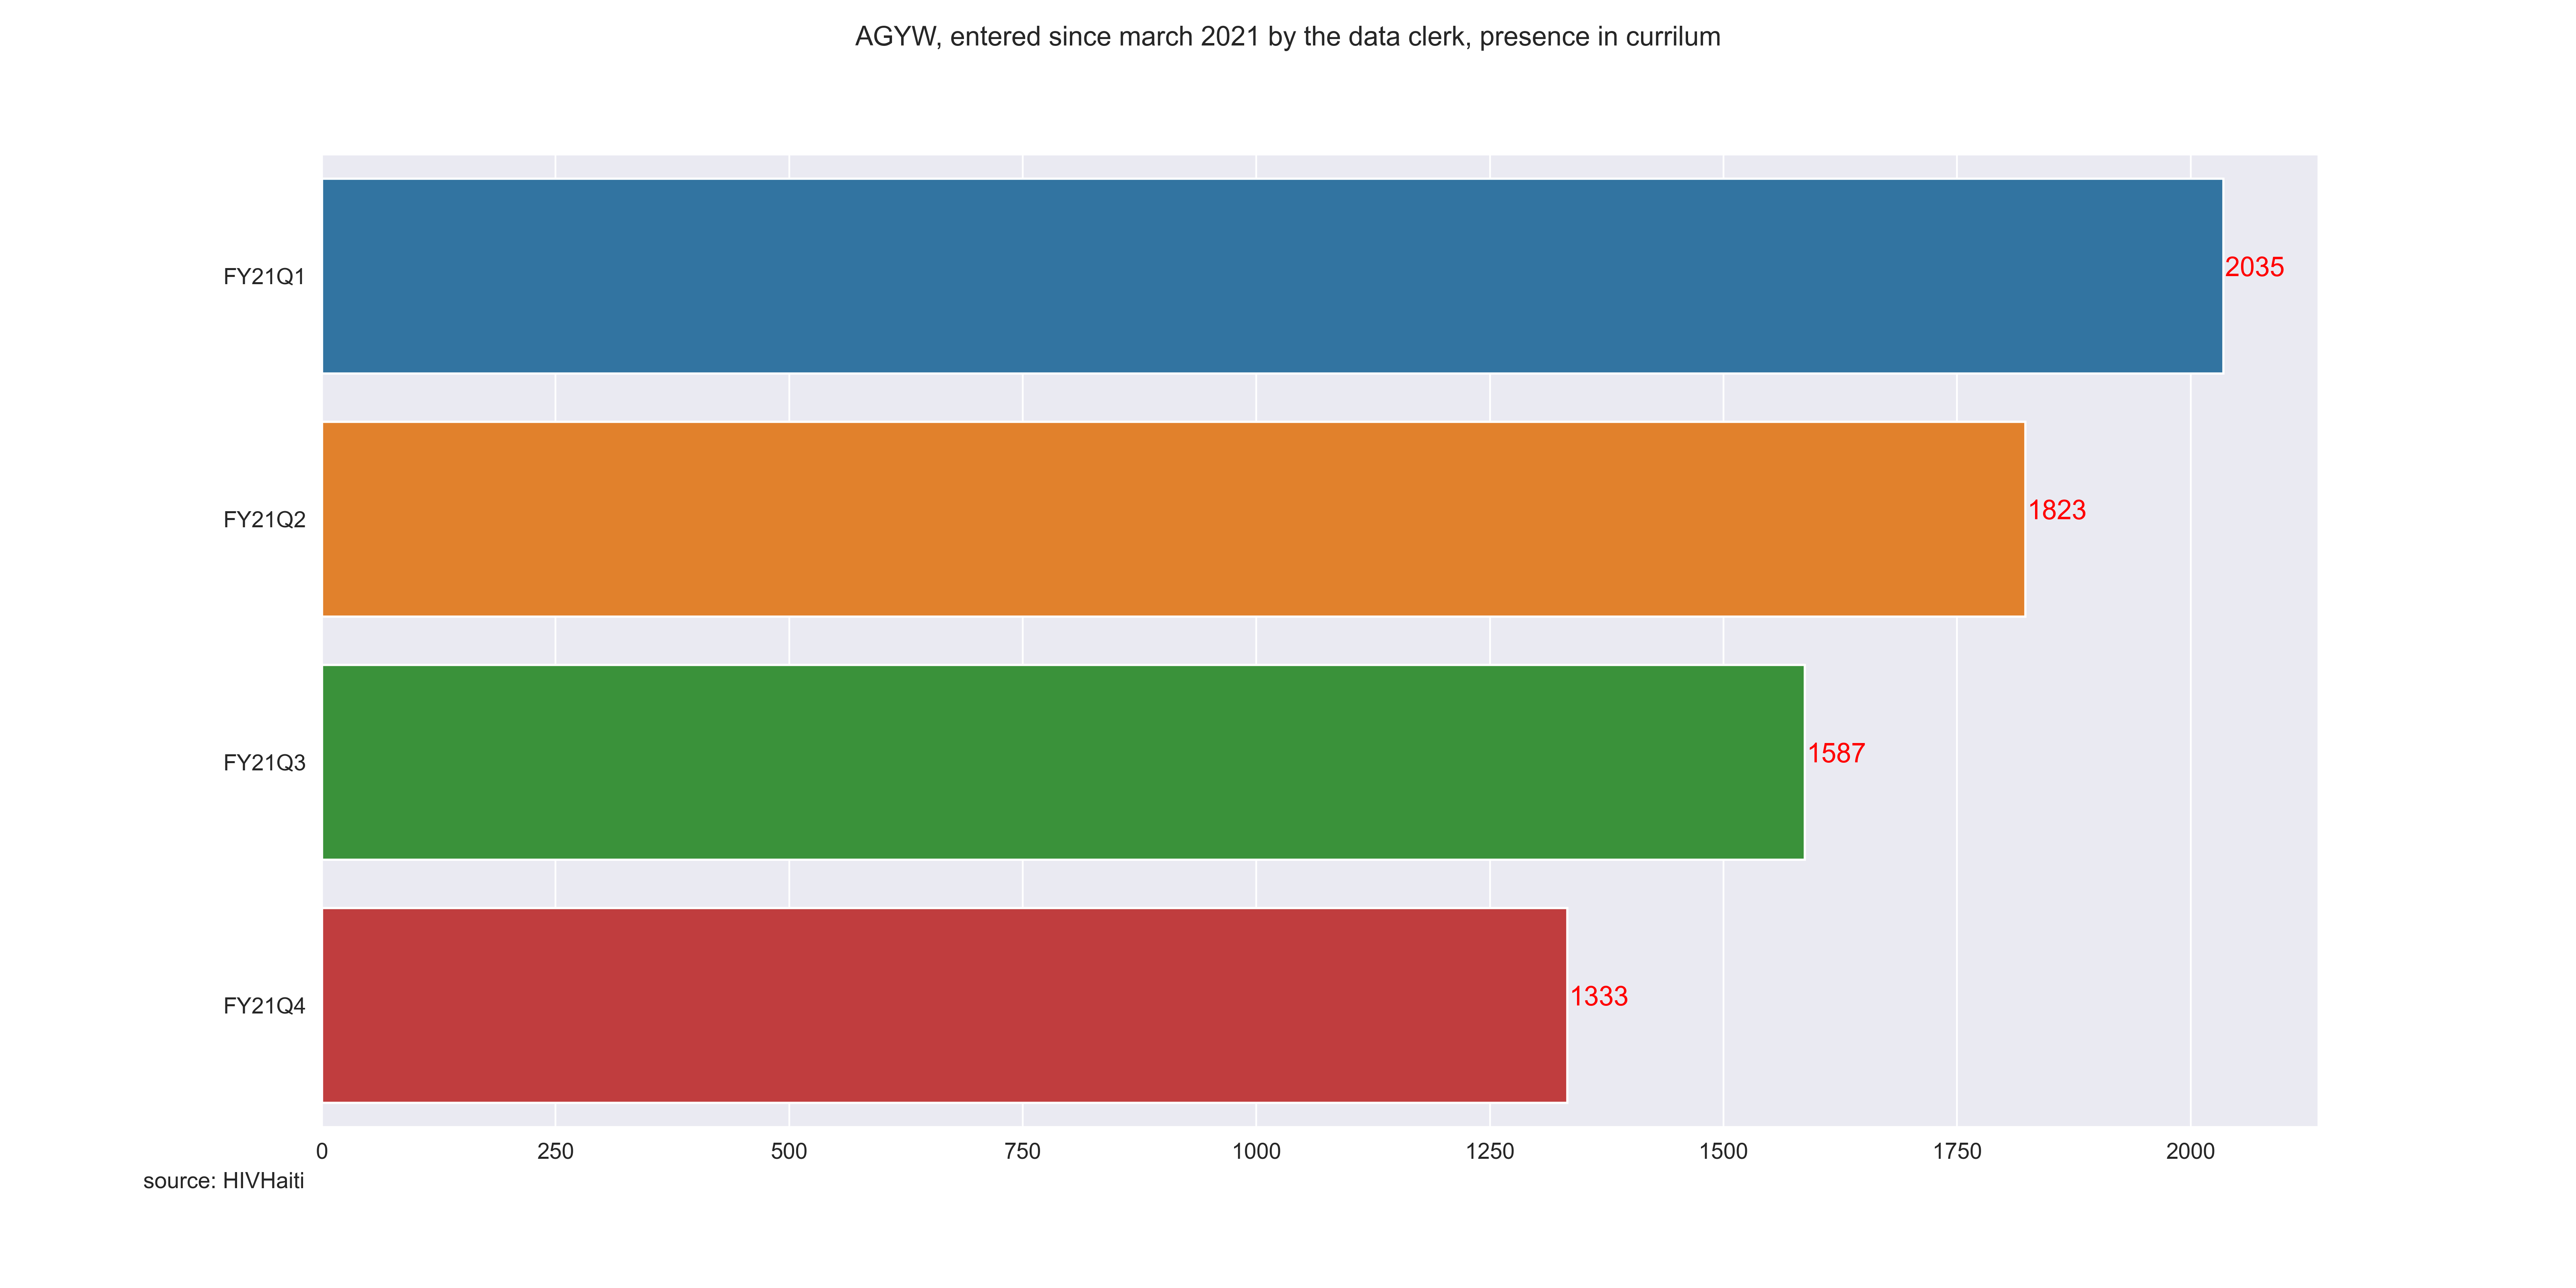 AGYW, entered since march 2021 by the data clerk, presence in currilum
FY21Q1
2035
FY21Q2
1823
FY21Q3
1587
FY21Q4
1333
0 250 500 750 1000 1250 1500 1750 2000
source: HIVHaiti